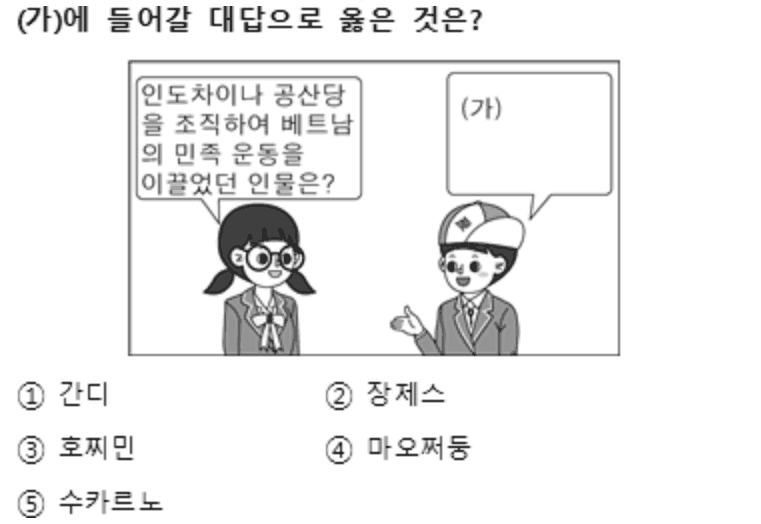 (가)에 들어갈 대답으로 옳은 것은?
인도차이나 공산당
을 조직하여 베트남
의 민족 운동을
이끌었던 인물은?
(가)
① 간디
② 장제스
③ 호찌민
④ 마오쩌둥
⑤ 수카르노